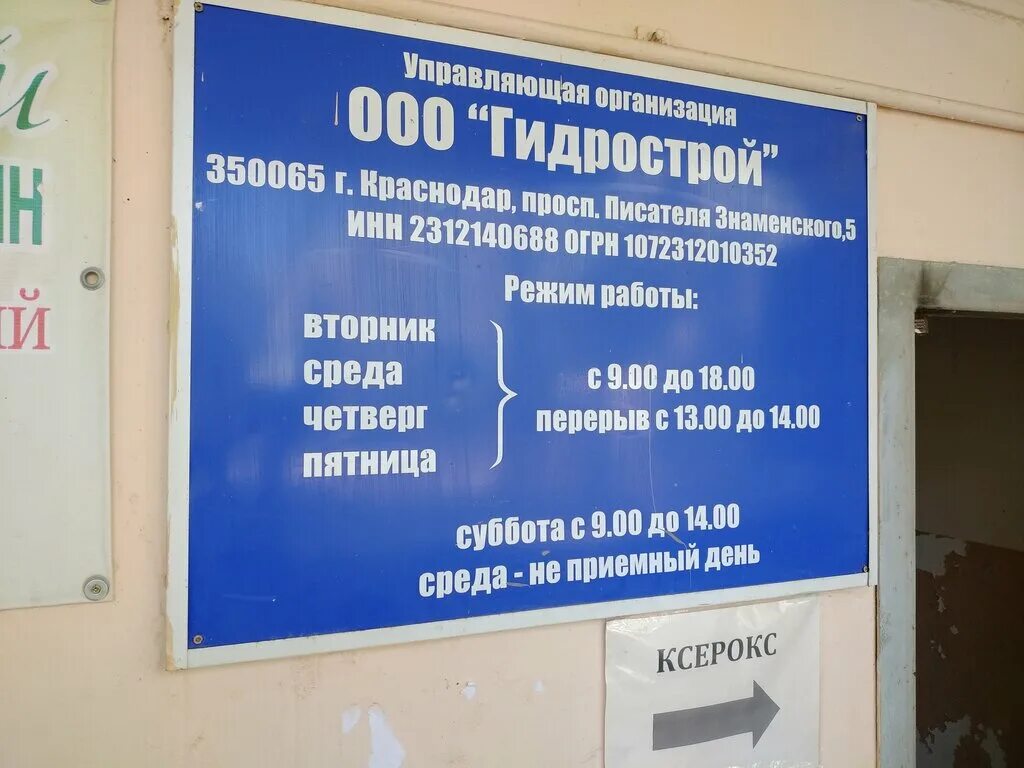 Управляющая организация
ООО "Гидрострой"
350065 г. Краснодар, просп. Писателя Знаменского,5
ИНН 2312140688 ОГРН 1072312010352
Режим работы:
вторник
среда
четверг
пятница
с 9.00 до 18.00
перерыв с 13.00 до 14.00
суббота с 9.00 до 14.00
среда - не приемный день
КСЕРОКС